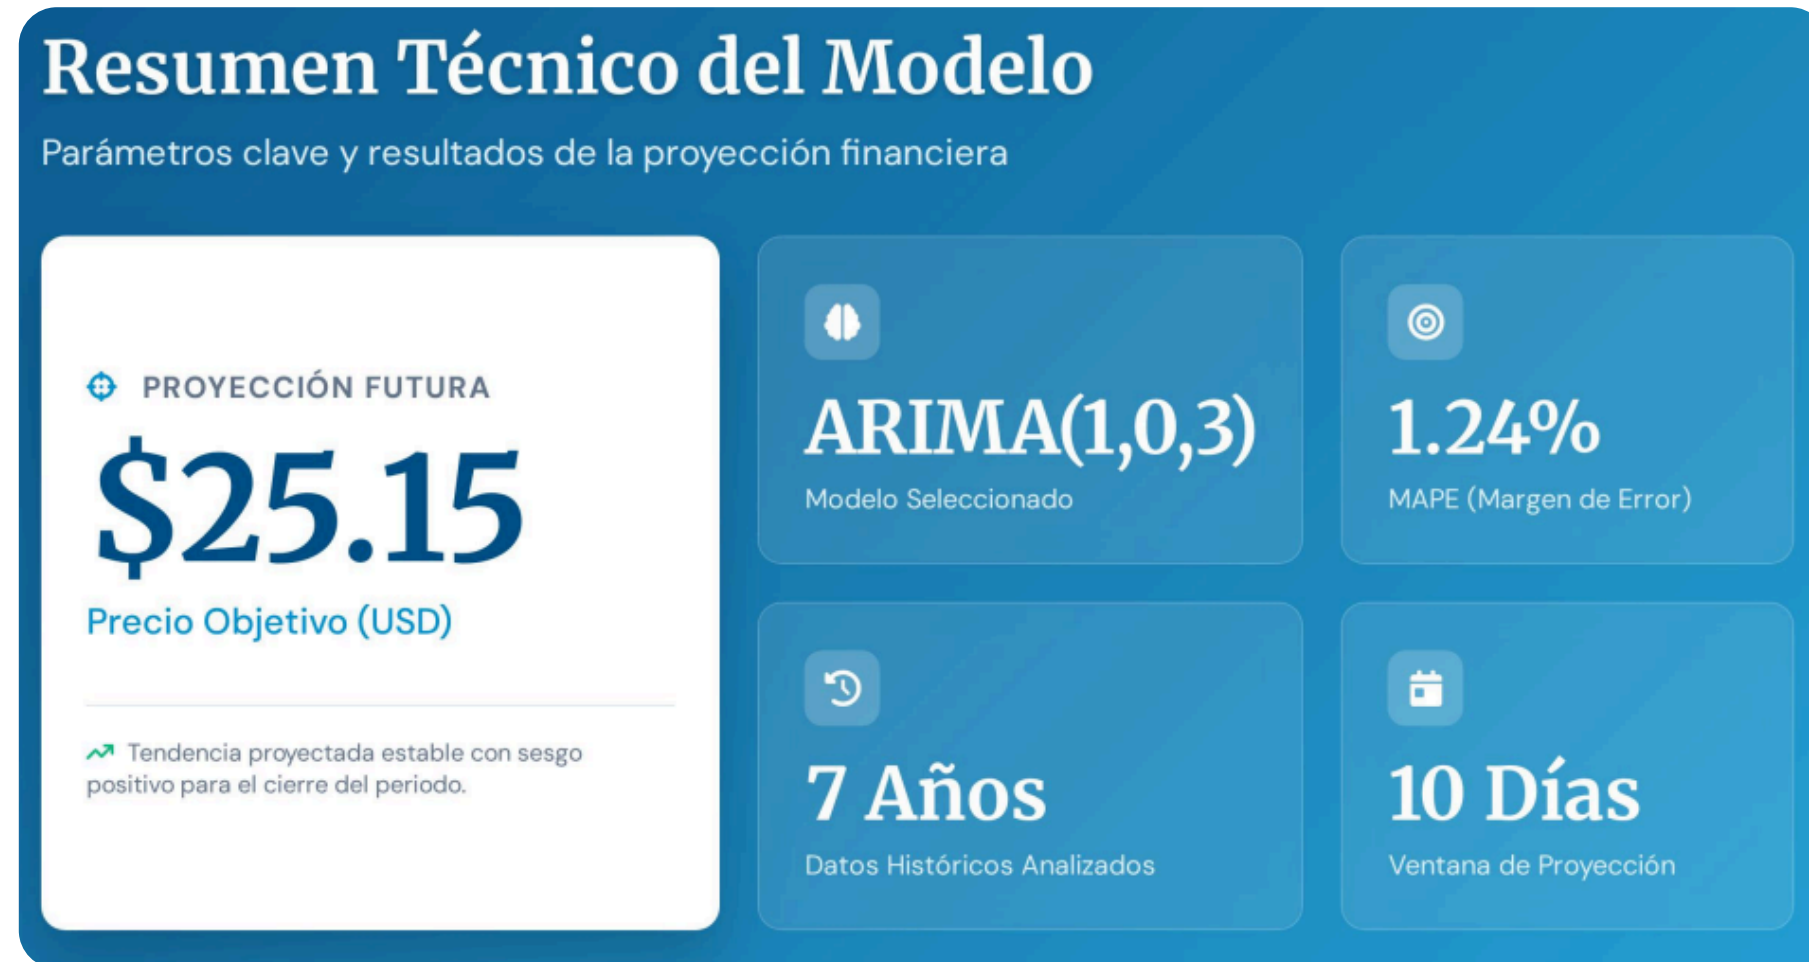 Resumen Técnico del Modelo
Parámetros clave y resultados de la proyección financiera
PROYECCIÓN FUTURA
$25.15
Precio Objetivo (USD)
Tendencia proyectada estable con sesgo
positivo para el cierre del periodo.
ARIMA(1,0,3)
Modelo Seleccionado
1.24%
MAPE (Margen de Error)
7 Años
Datos Históricos Analizados
10 Días
Ventana de Proyección